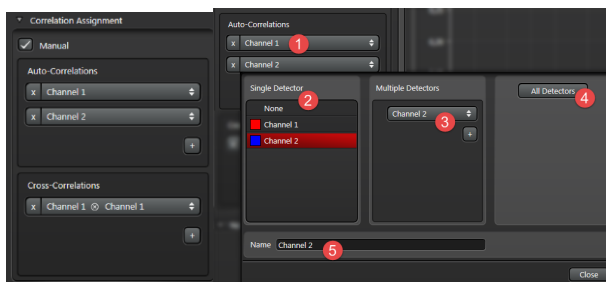 Correlation Assignment
Manual
Auto-Correlations
x Channel 1
x Channel 2
+
Cross-Correlations
x Channel 1 ⊗ Channel 1
+
Auto-Correlations
x Channel 1 1
x Channel 2
Single Detector
2
None
Channel 1
Channel 2
Multiple Detectors
Channel 2
3
+
All Detectors
4
Name Channel 2
5
Close